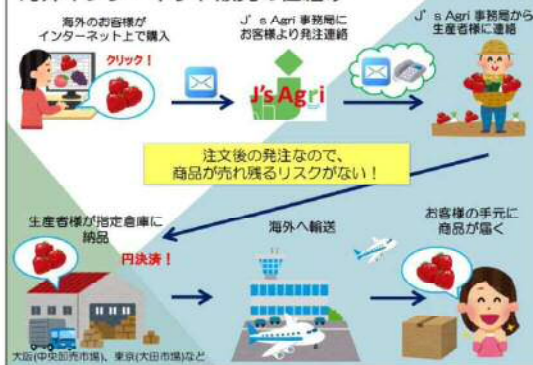 海外のお客様が
インターネット上で購入
クリック！
J's Agri 事務局に
お客様より発注連絡
J'sAgri
J's Agri 事務局から
生産者様に連絡
注文後の発注なので、
商品が売れ残るリスクがない！
生産者様が指定倉庫に
納品
円決済！
海外へ輸送
お客様の手元に
商品が届く
大阪(中央卸売市場)、東京(大田市場)など